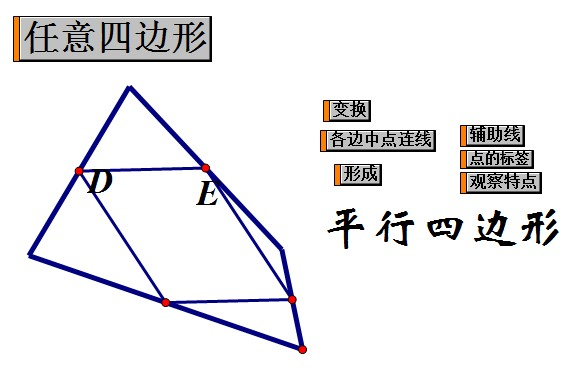 任意四边形
变换
各边中点连线
辅助线
点的标签
形成
观察特点
D
E
平行四边形